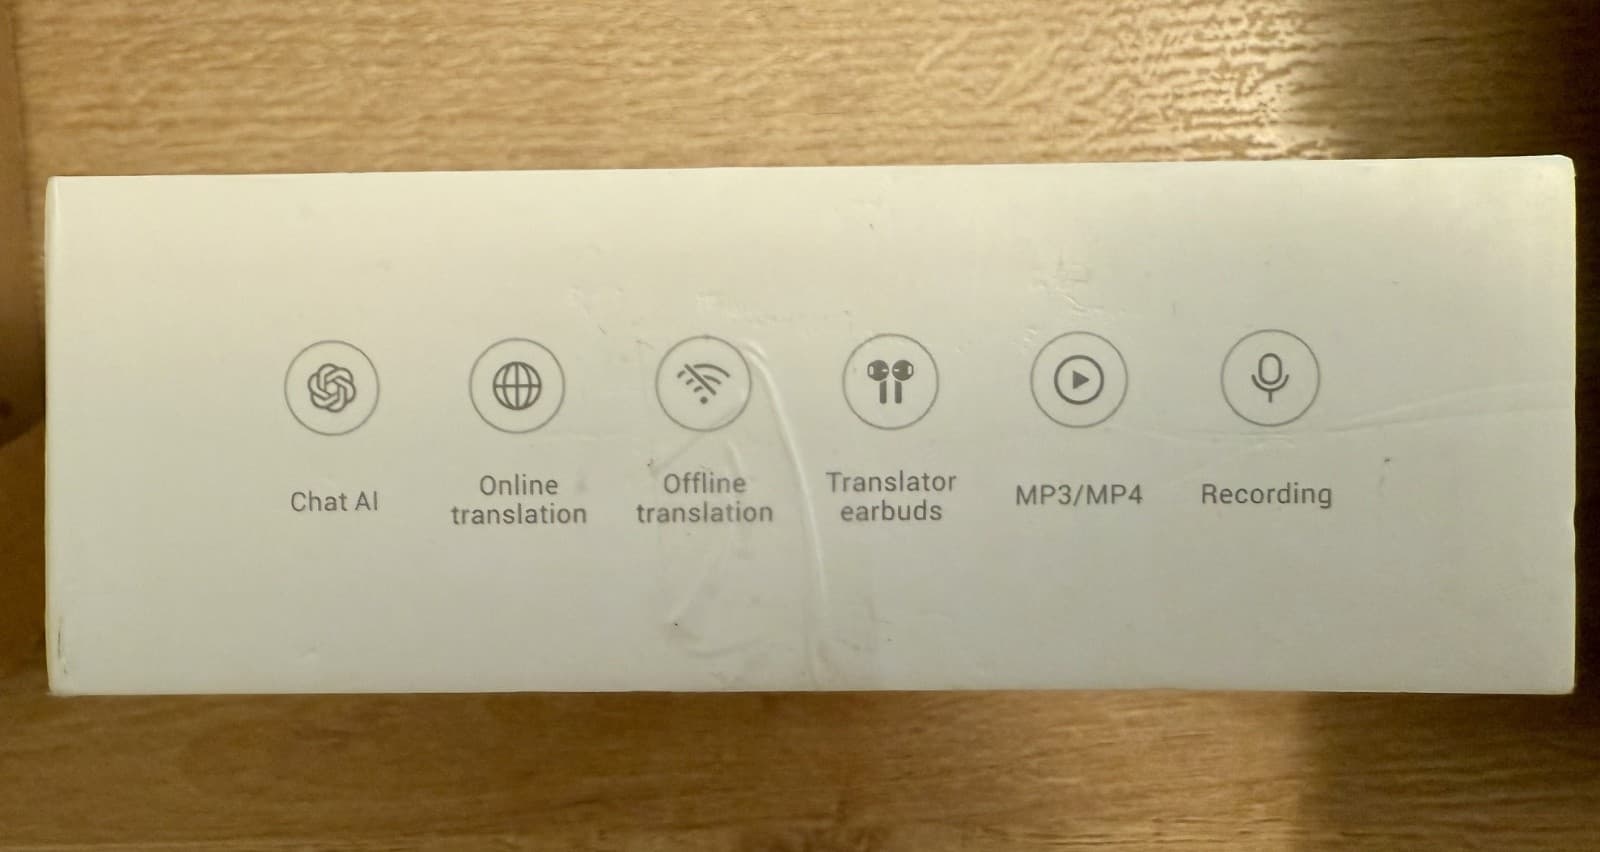 Chat AI
Online
translation
Offline
translation
Translator
earbuds
MP3/MP4
Recording